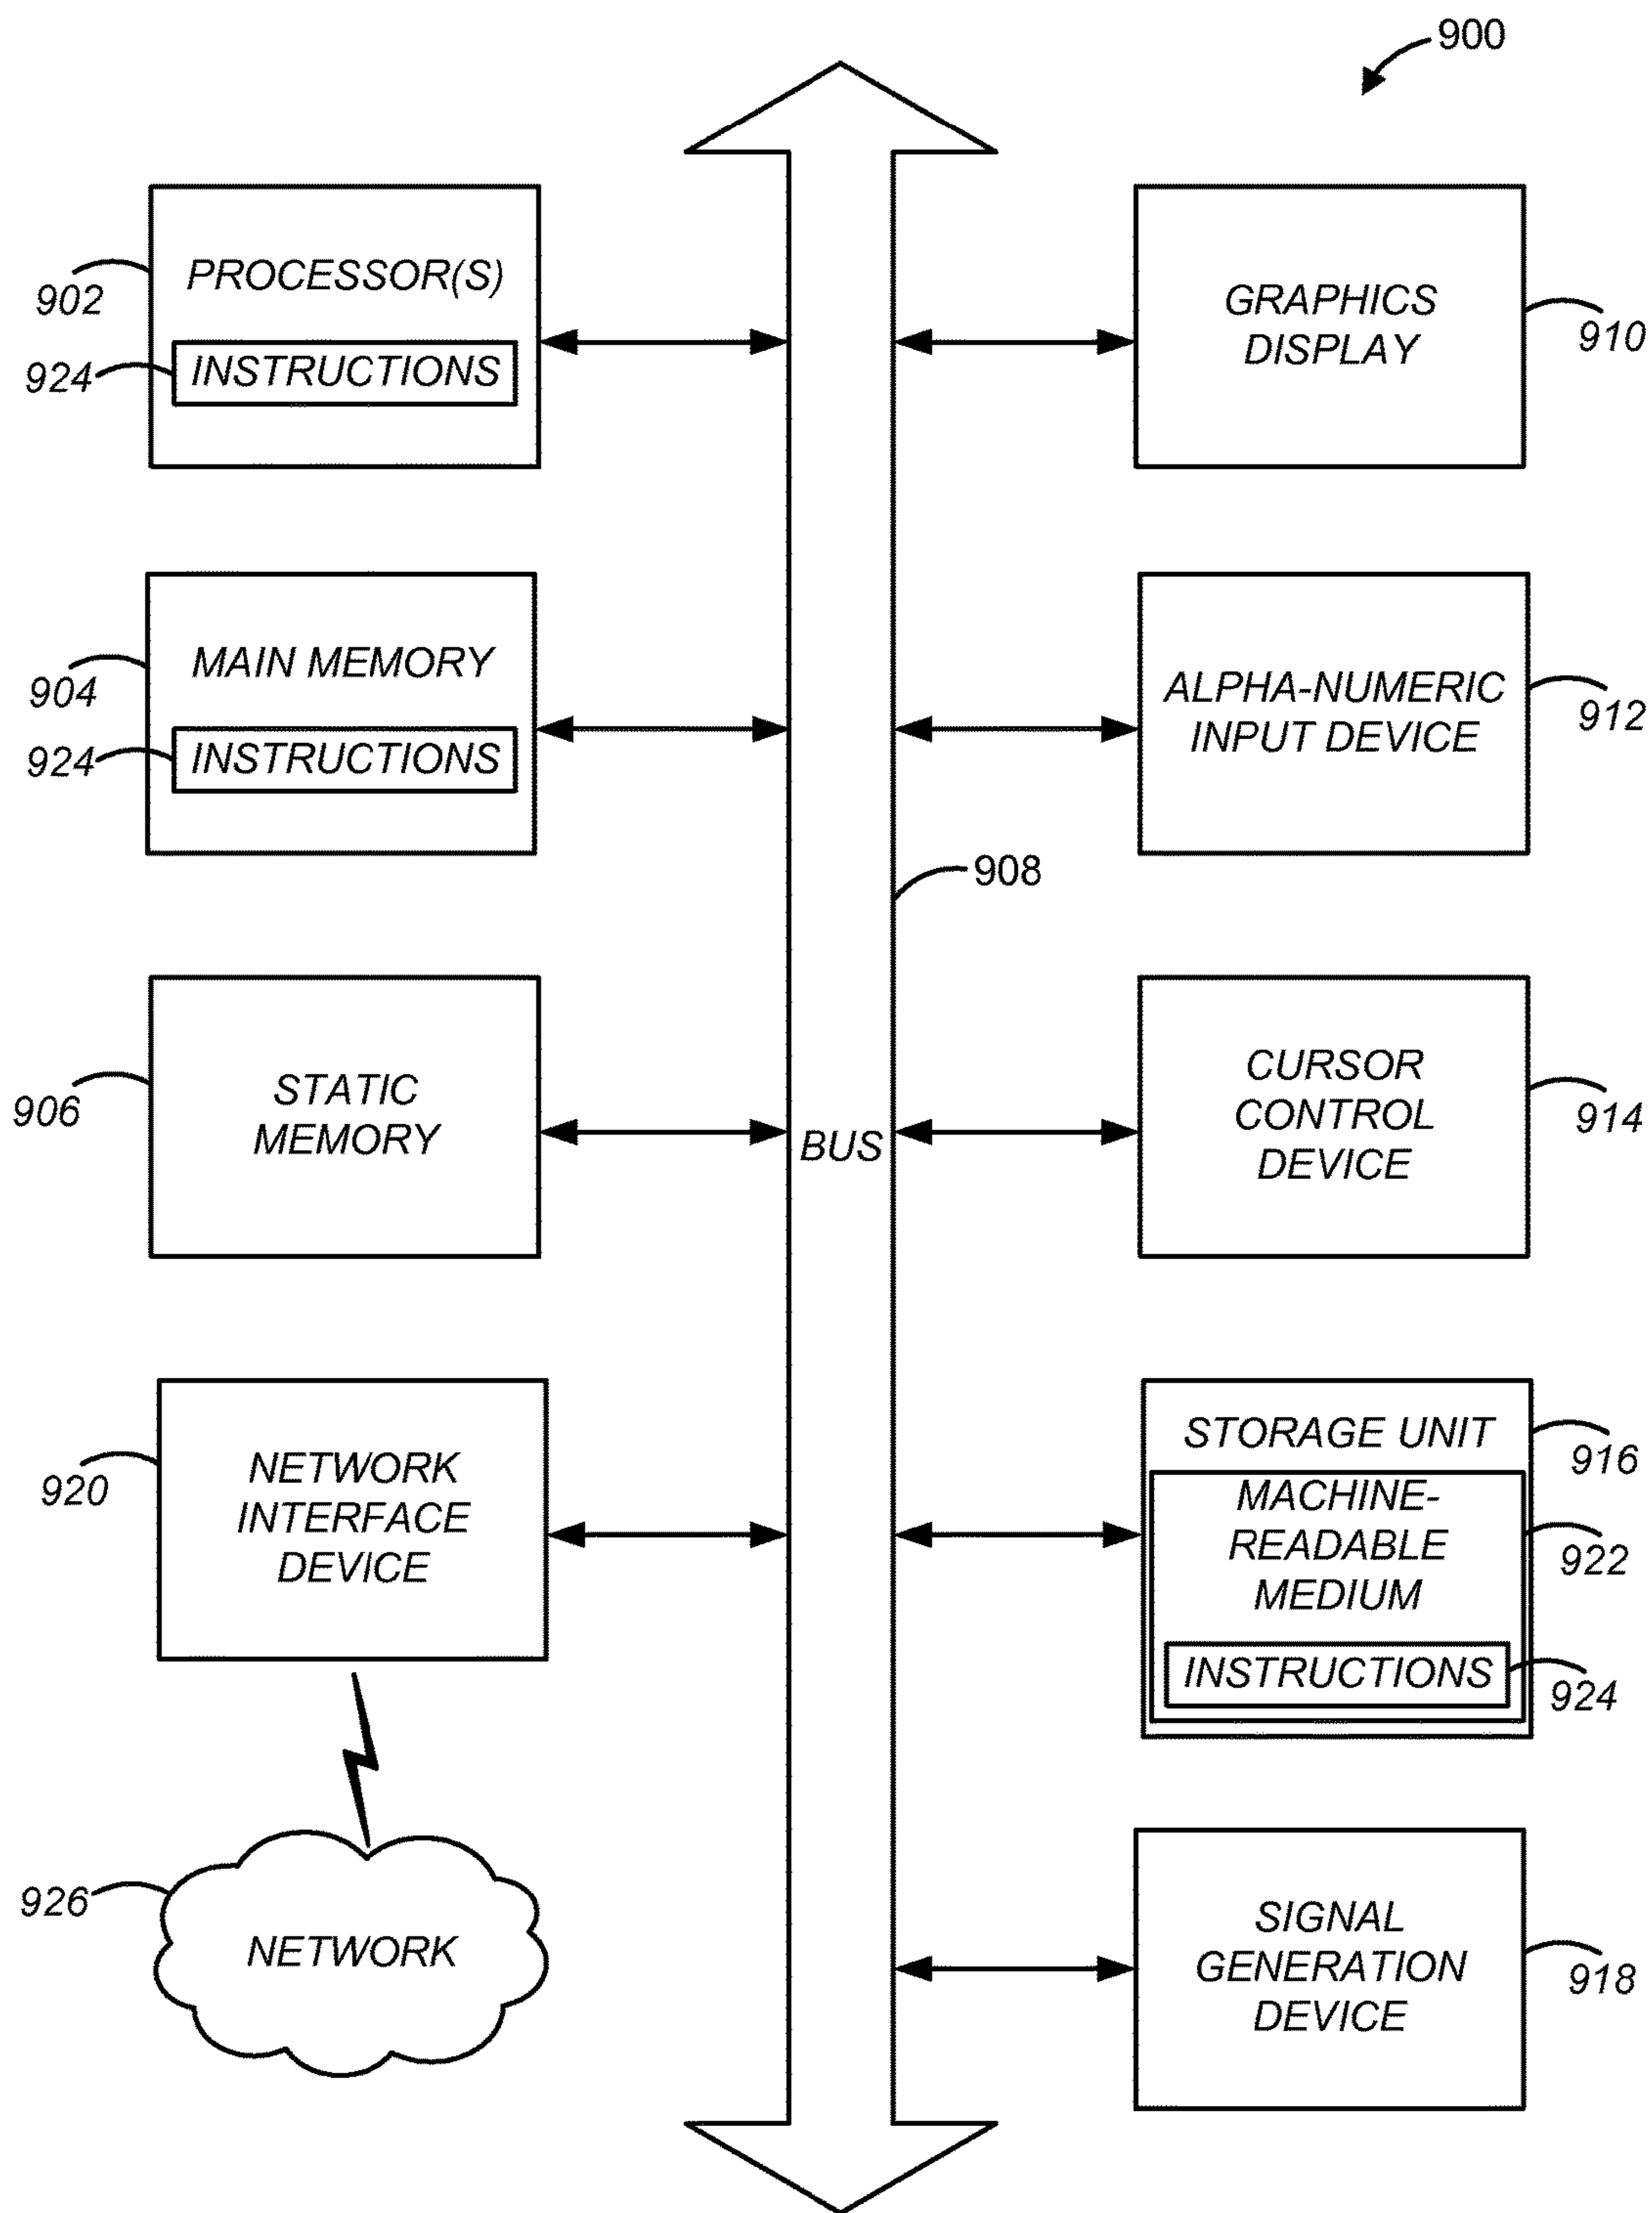 900
PROCESSOR(S)
902
INSTRUCTIONS
924
MAIN MEMORY
904
INSTRUCTIONS
924
STATIC
MEMORY
906
NETWORK
INTERFACE
DEVICE
920
NETWORK
926
BUS
908
GRAPHICS
DISPLAY
910
ALPHA-NUMERIC
INPUT DEVICE
912
CURSOR
CONTROL
DEVICE
914
STORAGE UNIT
916
MACHINE-
READABLE
MEDIUM
922
INSTRUCTIONS
924
SIGNAL
GENERATION
DEVICE
918